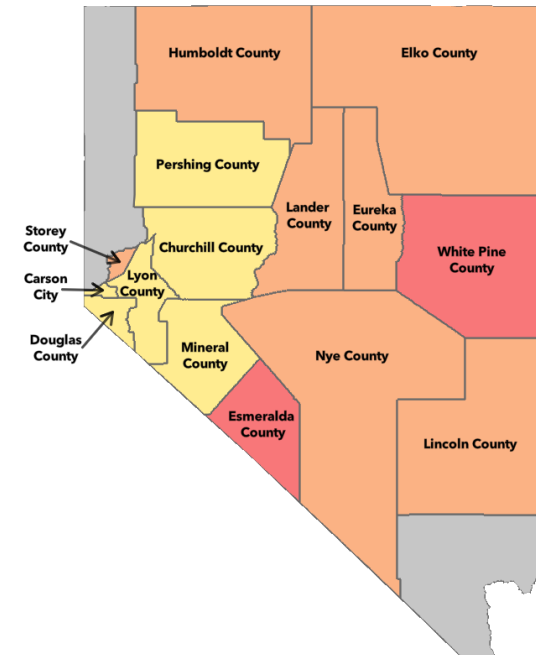 Humboldt County
Elko County
Pershing County
Lander
County
Eureka
County
Storey
County
Churchill County
White Pine
County
Carson
City
Lyon
County
Douglas
County
Mineral
County
Nye County
Esmeralda
County
Lincoln County